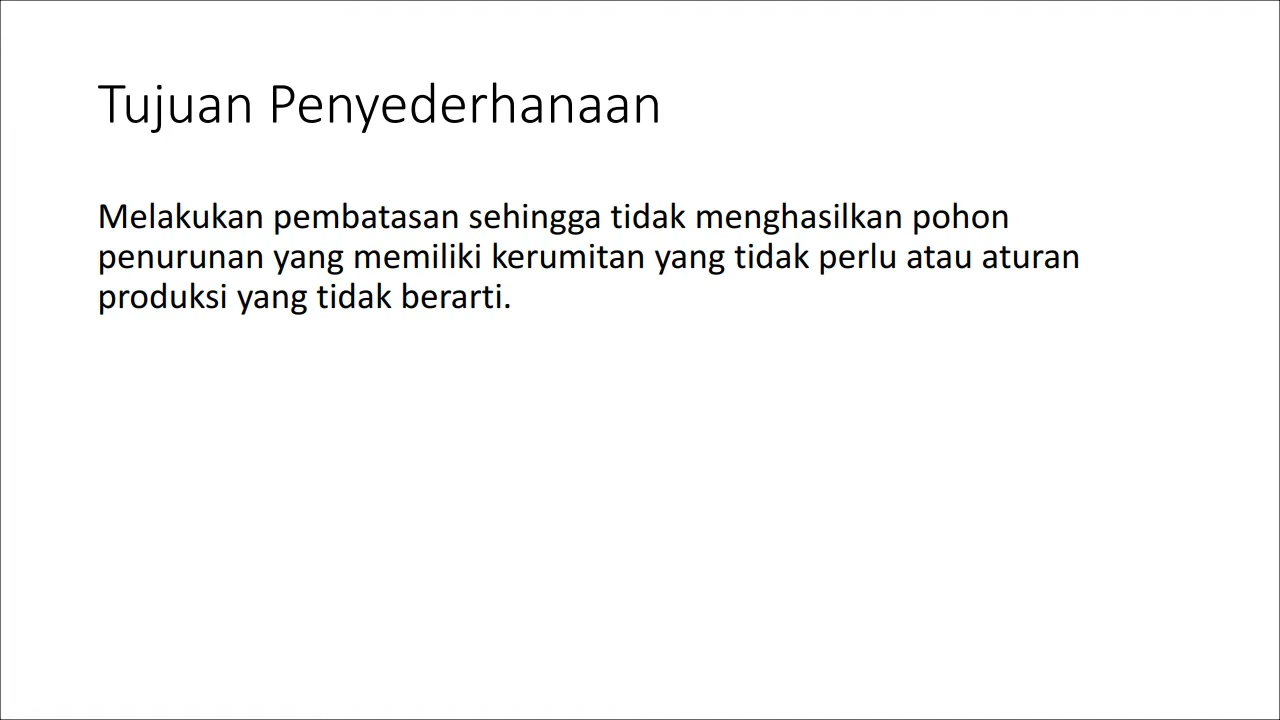 Tujuan Penyederhanaan
Melakukan pembatasan sehingga tidak menghasilkan pohon
penurunan yang memiliki kerumitan yang tidak perlu atau aturan
produksi yang tidak berarti.